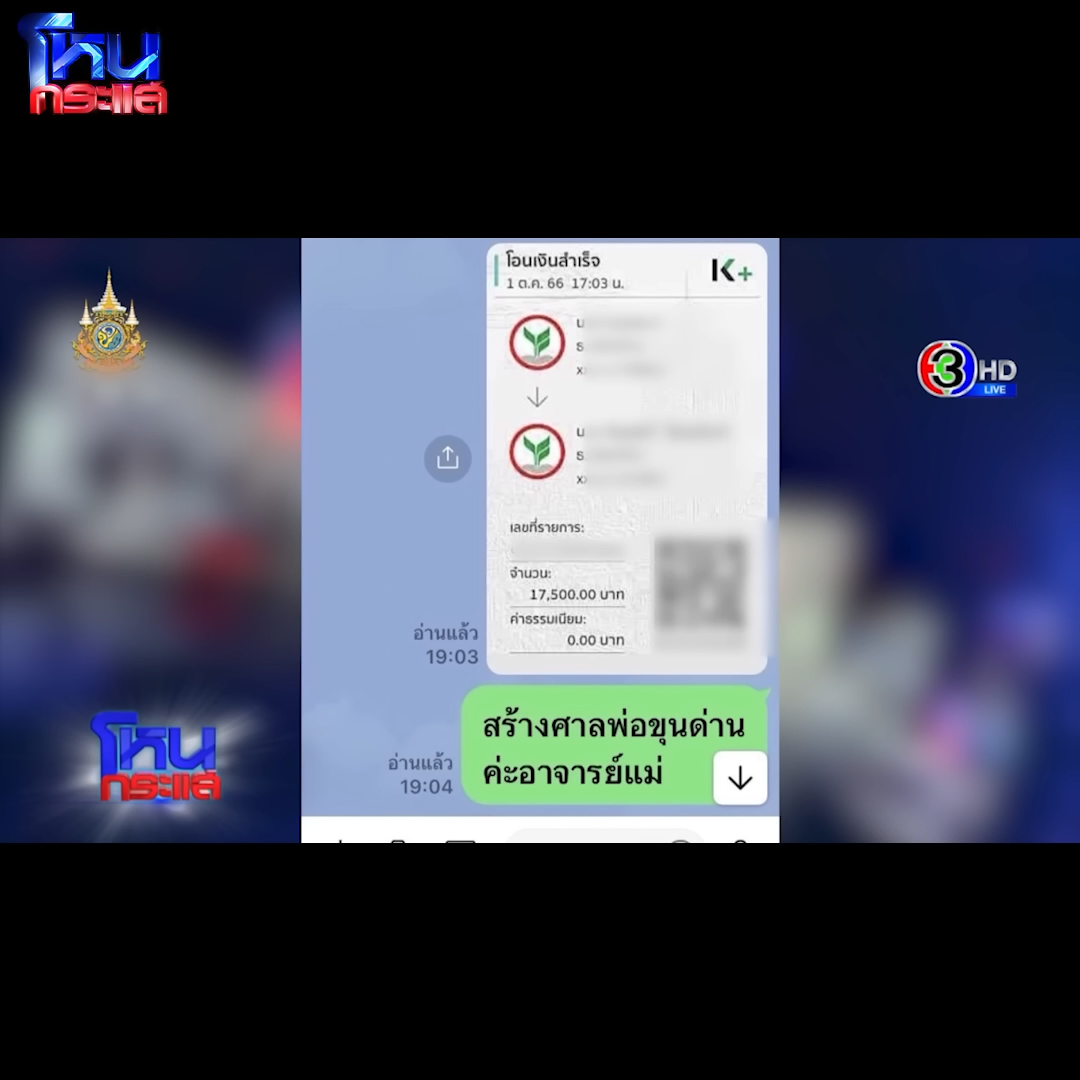 โหน
กระแส
โอนเงินสำเร็จ
1 ต.ค. 66 17:03 น.
K+
เลขที่รายการ:
จำนวน:
17,500.00 บาท
ค่าธรรมเนียม:
0.00 บาท
อ่านแล้ว
19:03
สร้างศาลพ่อขุนด่าน
ค่ะอาจารย์แม่
อ่านแล้ว
19:04
3 HD
LIVE
โหน
กระแส